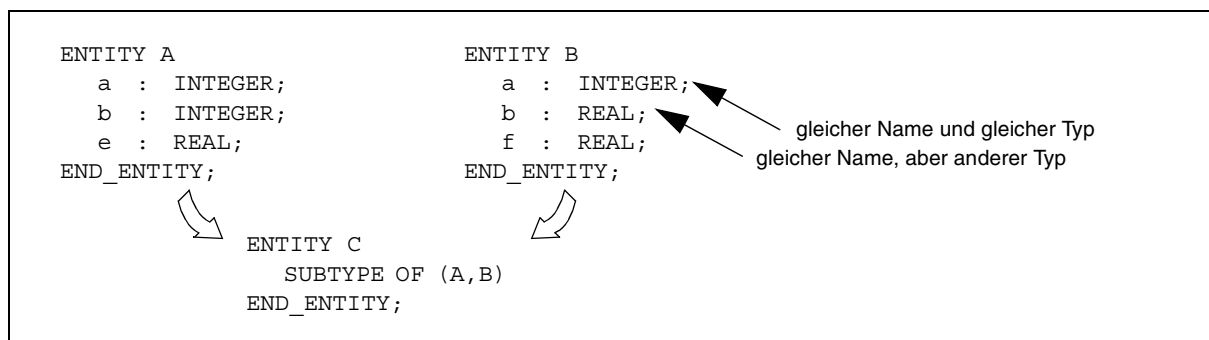 ENTITY A
a : INTEGER;
b : INTEGER;
e : REAL;
END_ENTITY;
ENTITY B
a : INTEGER;
b : REAL;
f : REAL;
END_ENTITY;
gleicher Name und gleicher Typ
gleicher Name, aber anderer Typ
ENTITY C
SUBTYPE OF (A,B)
END_ENTITY;